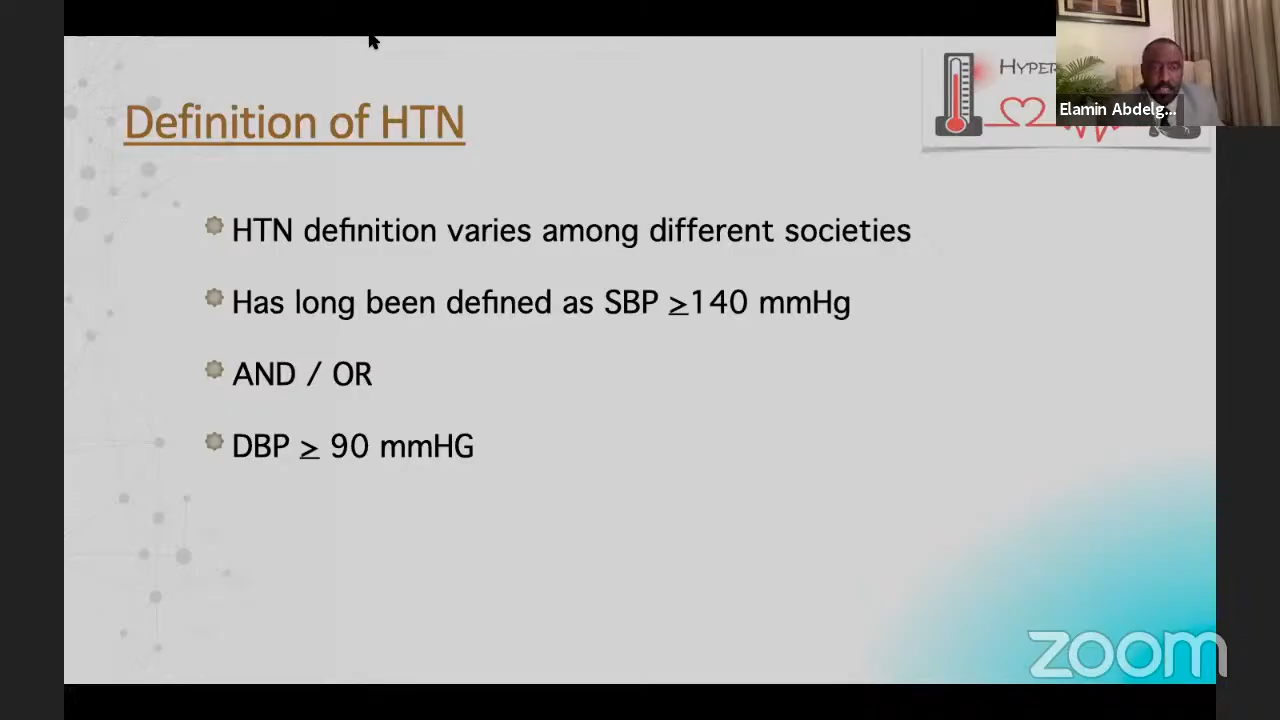 Definition of HTN
HYPER
Elamin Abdelg...
HTN definition varies among different societies
Has long been defined as SBP ≥140 mmHg
AND / OR
DBP ≥ 90 mmHG
zoom